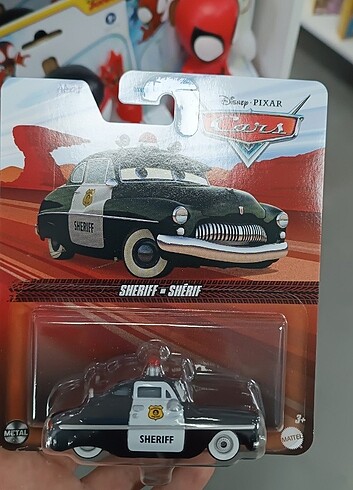 Disney · PIXAR
Cars
SHERIFF
SHERIFF - SHÉRIF
SHERIFF
METAL
3+
MATTEL